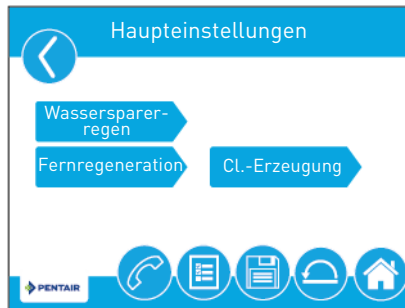 Haupteinstellungen
Wassersparer-
regen
Fernregeneration
Cl.-Erzeugung
PENTAIR